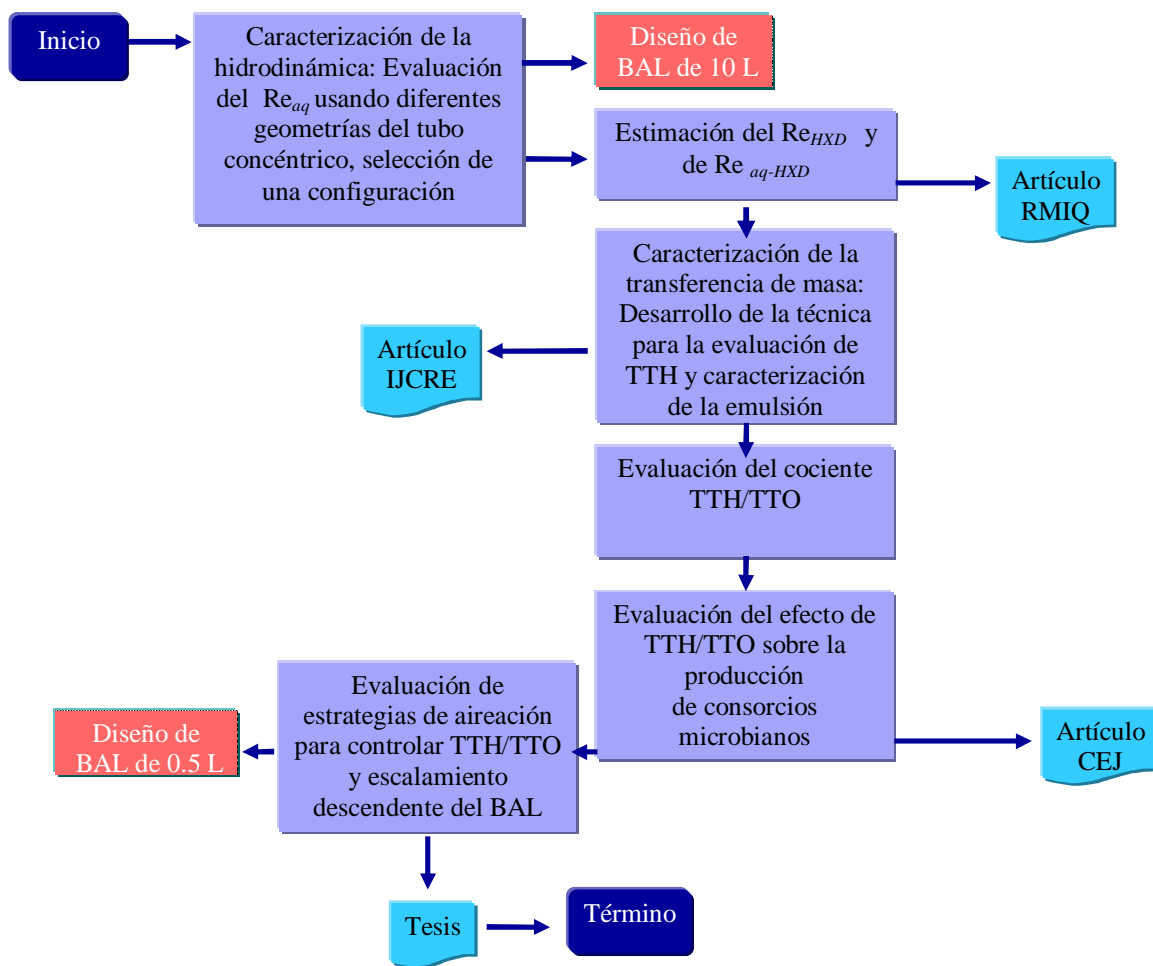 Inicio
Caracterización de la
hidrodinámica: Evaluación
del Reaq usando diferentes
geometrías del tubo
concéntrico, selección de
una configuración
Diseño de
BAL de 10 L
Estimación del ReHXD y
de Re aq-HXD
Artículo
RMIQ
Caracterización de la
transferencia de masa:
Desarrollo de la técnica
para la evaluación de
TTH y caracterización
de la emulsión
Artículo
IJCRE
Evaluación del cociente
TTH/TTO
Evaluación del efecto de
TTH/TTO sobre la
producción
de consorcios
microbianos
Artículo
CEJ
Evaluación de
estrategias de aireación
para controlar TTH/TTO
y escalamiento
descendente del BAL
Diseño de
BAL de 0.5 L
Tesis
Término